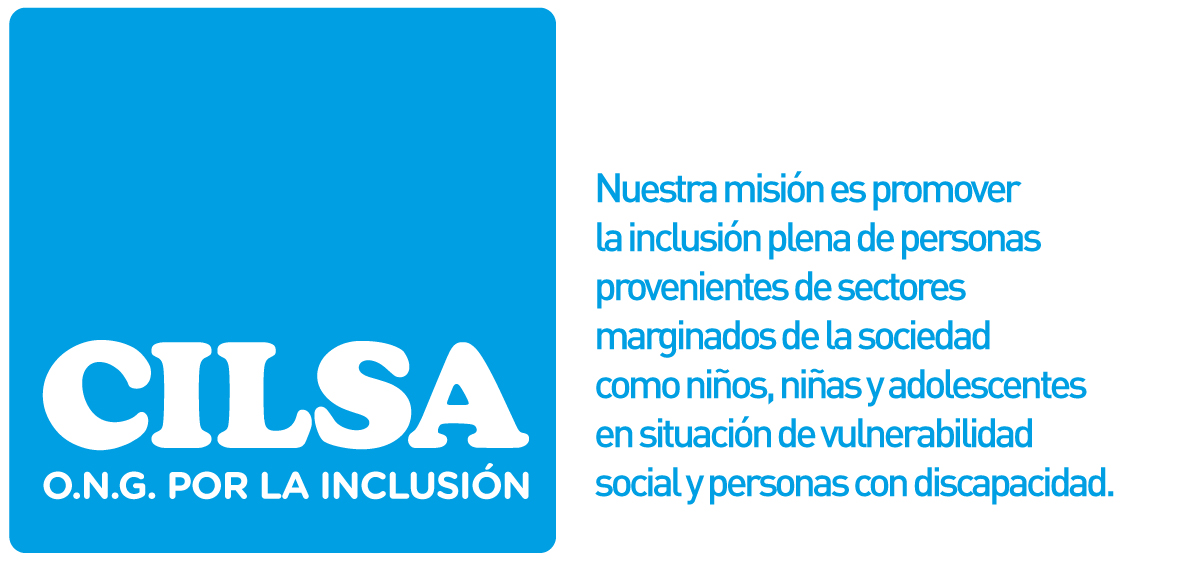 CILSA
O.N.G. POR LA INCLUSIÓN
Nuestra misión es promover
la inclusión plena de personas
provenientes de sectores
marginados de la sociedad
como niños, niñas y adolescentes
en situación de vulnerabilidad
social y personas con discapacidad.